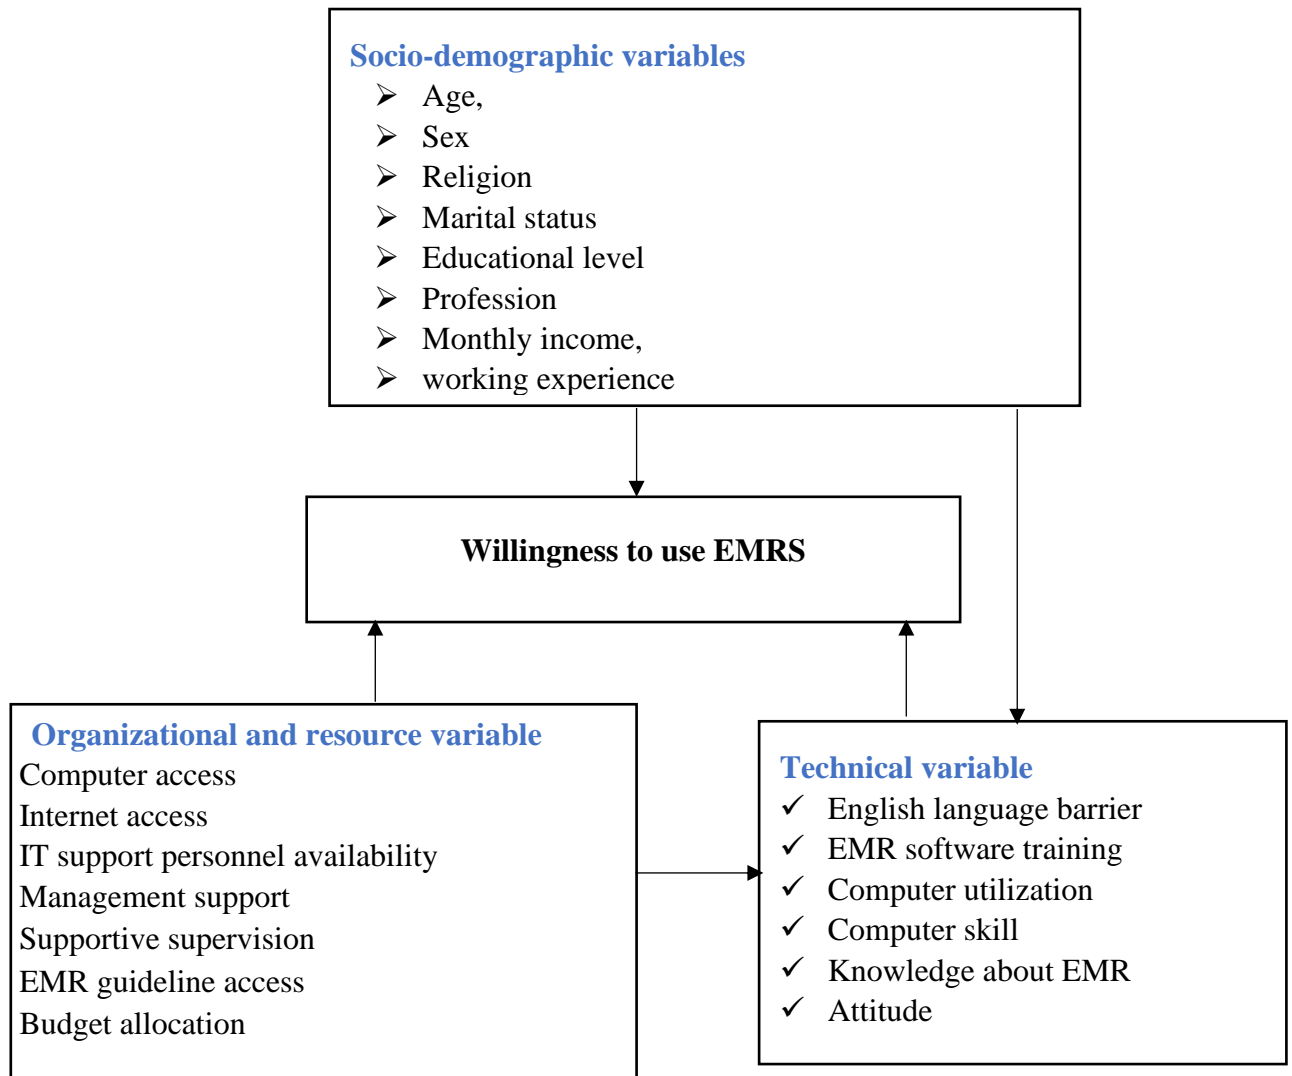 Socio-demographic variables
➢ Age,
➢ Sex
➢ Religion
➢ Marital status
➢ Educational level
➢ Profession
➢ Monthly income,
➢ working experience
Willingness to use EMRS
Organizational and resource variable
Computer access
Internet access
IT support personnel availability
Management support
Supportive supervision
EMR guideline access
Budget allocation
Technical variable
✓ English language barrier
✓ EMR software training
✓ Computer utilization
✓ Computer skill
✓ Knowledge about EMR
✓ Attitude